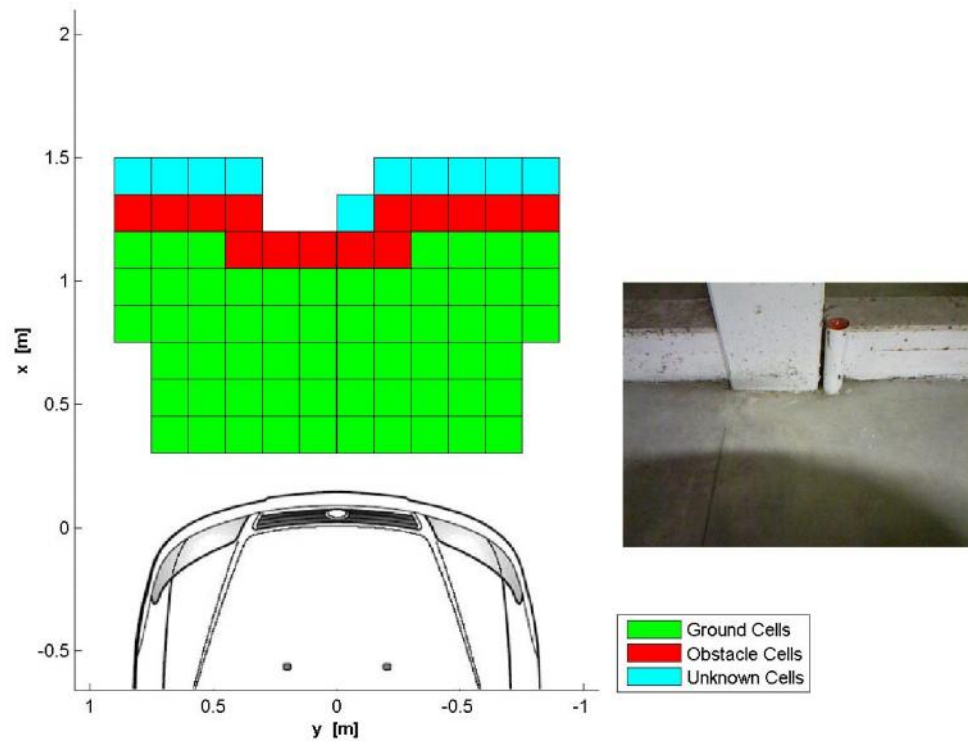 2
1.5
1
0.5
0
-0.5
x [m]
1
0.5
0
-0.5
-1
y [m]
Ground Cells
Obstacle Cells
Unknown Cells